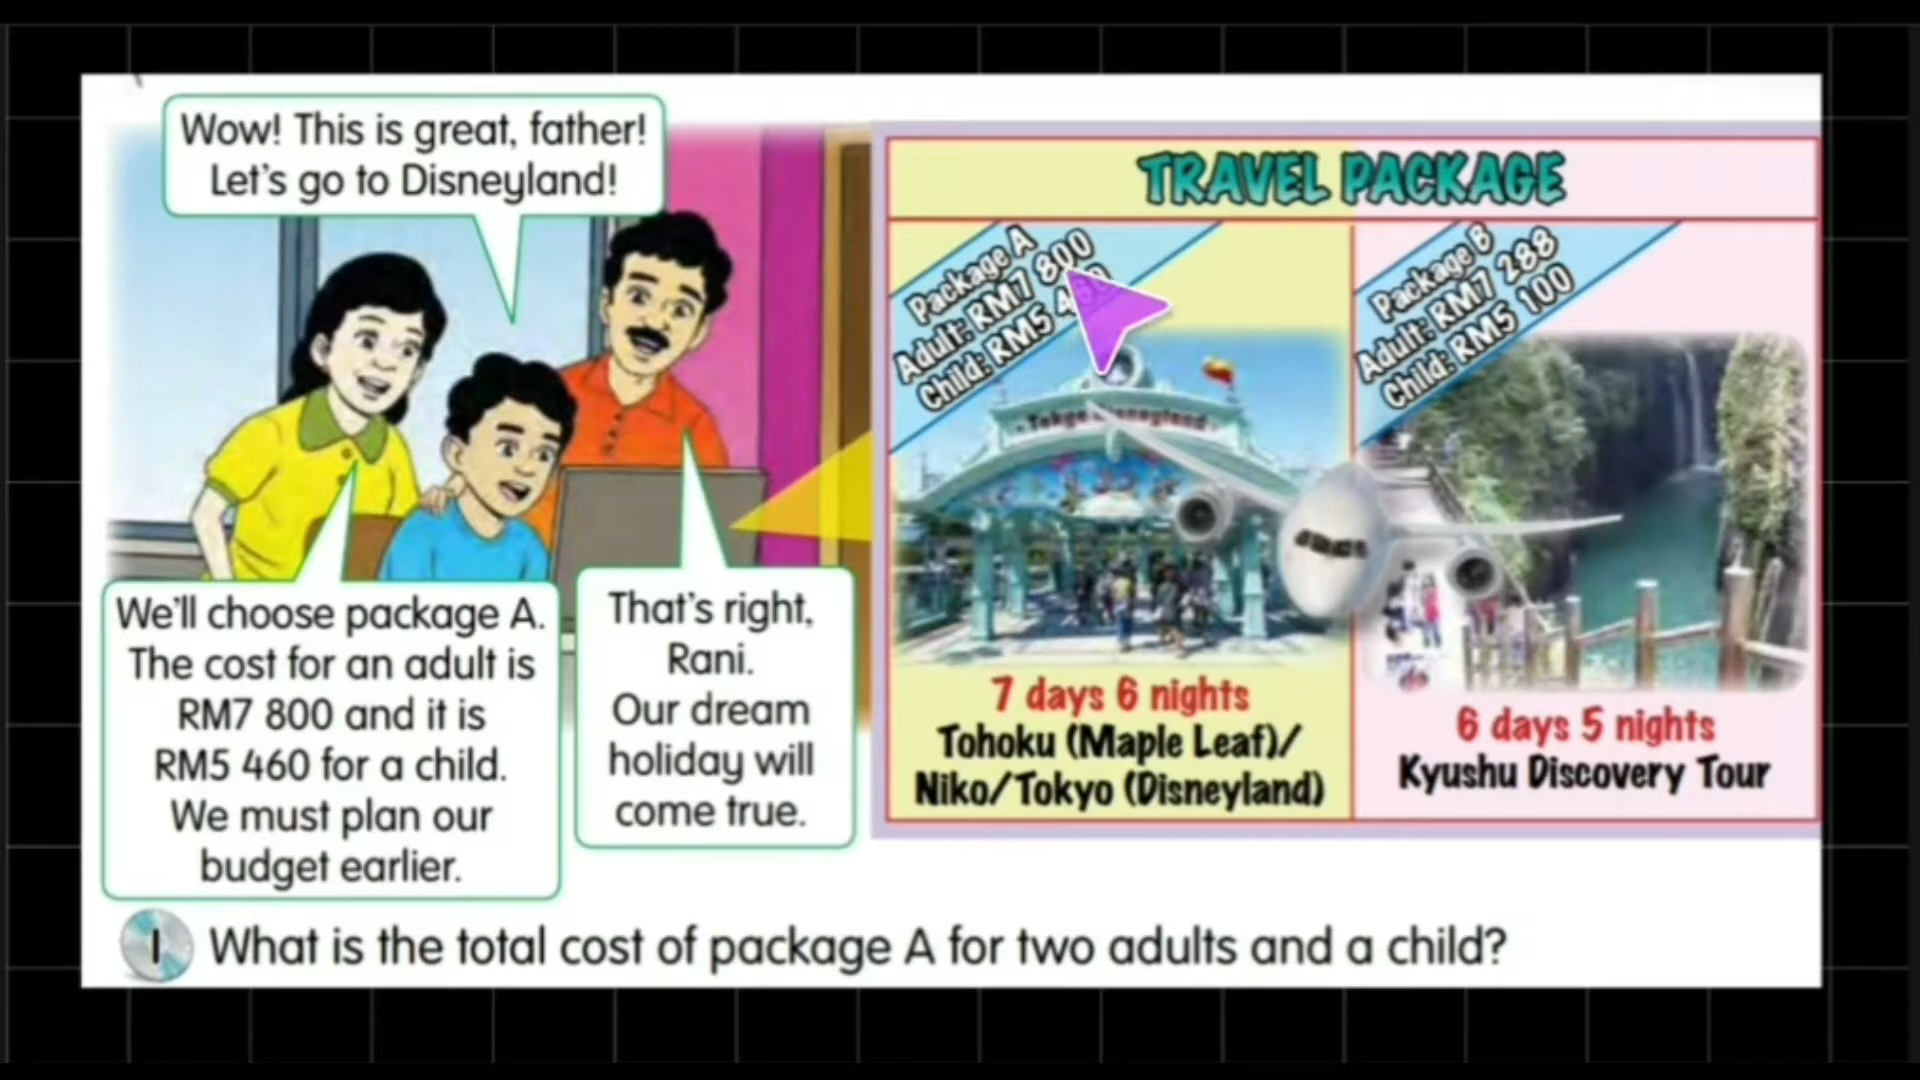 Wow! This is great, father!
Let's go to Disneyland!
We'll choose package A.
The cost for an adult is
RM7 800 and it is
RM5 460 for a child.
We must plan our
budget earlier.
That's right,
Rani.
Our dream
holiday will
come true.
TRAVEL PACKAGE
Package A
Adult: RM7 800
Child: RM5 4
Tokyo Disneyland
7 days 6 nights
Tohoku (Maple Leaf)/
Niko/Tokyo (Disneyland)
Package B
Adult: RM7 288
Child: RM5 100
6 days 5 nights
Kyushu Discovery Tour
1 What is the total cost of package A for two adults and a child?